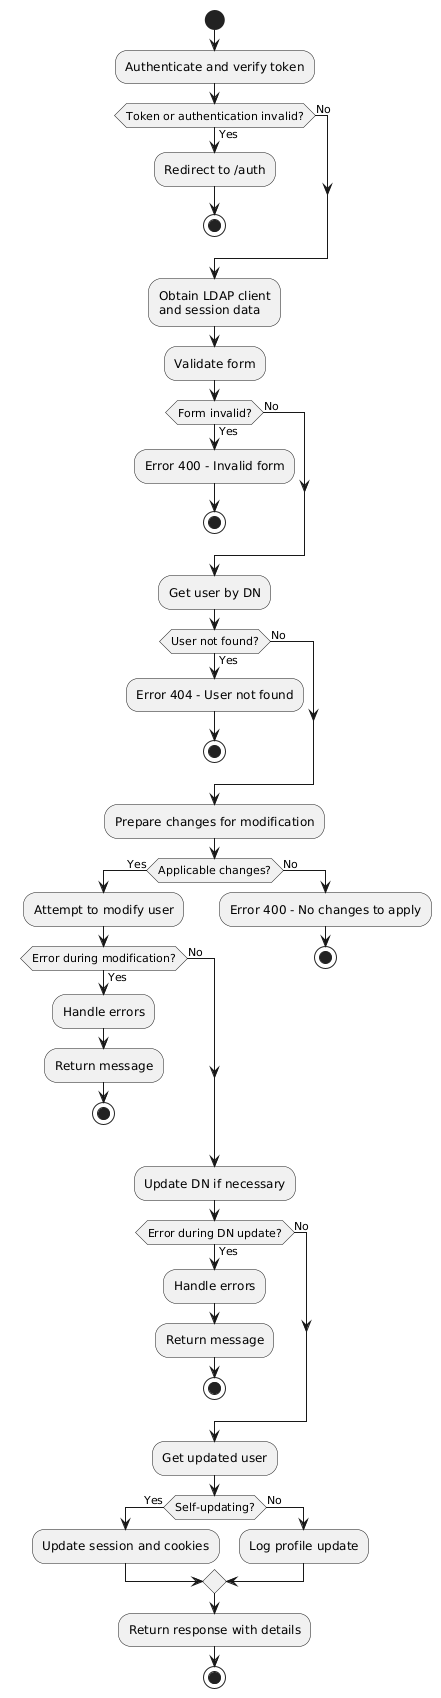 Authenticate and verify token
Token or authentication invalid?
No
Yes
Redirect to /auth
Obtain LDAP client
and session data
Validate form
Form invalid?
No
Yes
Error 400 - Invalid form
Get user by DN
User not found?
No
Yes
Error 404 - User not found
Prepare changes for modification
Yes
Applicable changes?
No
Attempt to modify user
Error 400 - No changes to apply
Error during modification?
No
Yes
Handle errors
Return message
Update DN if necessary
Error during DN update?
No
Yes
Handle errors
Return message
Get updated user
Yes
Self-updating?
No
Update session and cookies
Log profile update
Return response with details